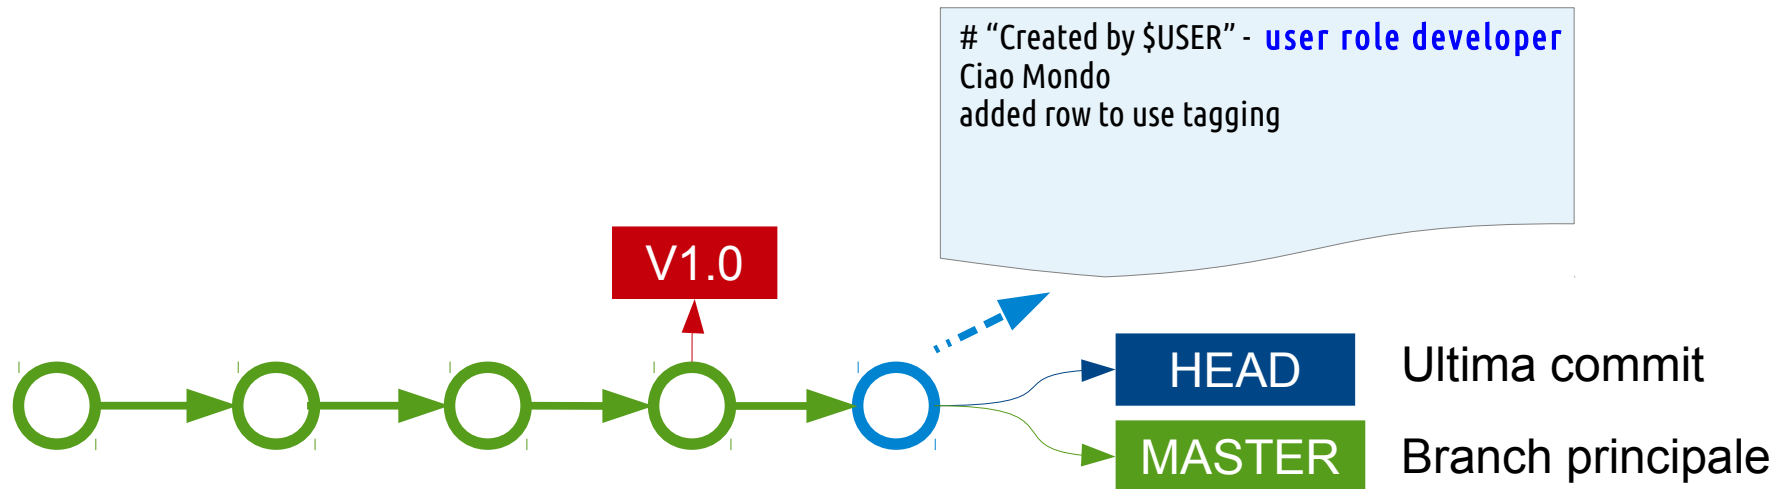 # “Created by $USER” - user role developer
Ciao Mondo
added row to use tagging
V1.0
HEAD
Ultima commit
MASTER
Branch principale